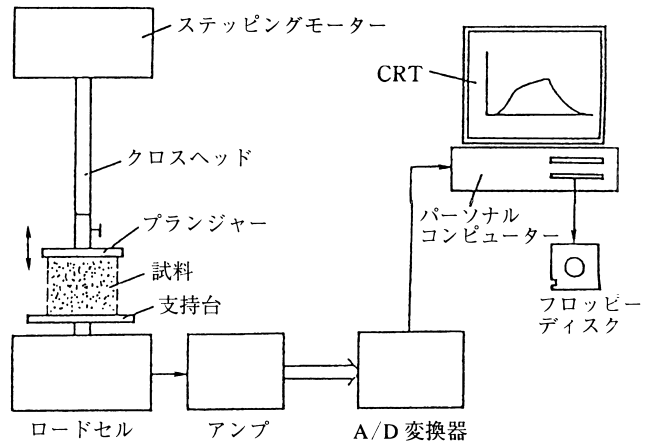 ステッピングモーター
CRT
クロスヘッド
プランジャー
パーソナル
コンピューター
試料
支持台
フロッピー
ディスク
ロードセル
アンプ
A/D変換器